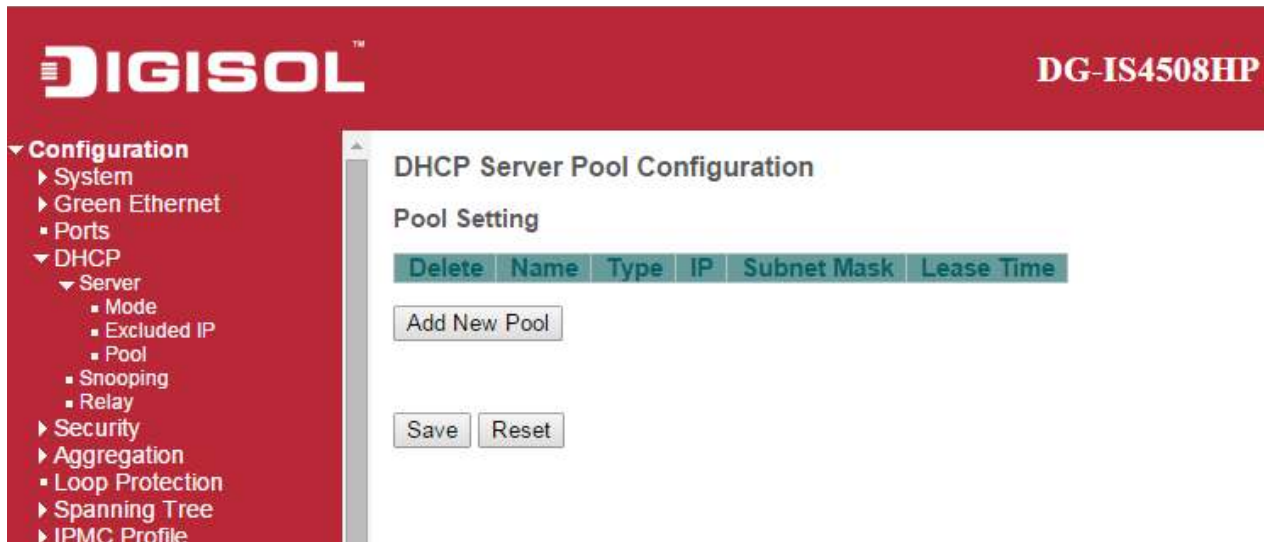 DIGISOL™
DG-IS4508HP
Configuration
System
Green Ethernet
Ports
DHCP
Server
Mode
Excluded IP
Pool
Snooping
Relay
Security
Aggregation
Loop Protection
Spanning Tree
IPMC Profile
DHCP Server Pool Configuration
Pool Setting
Delete Name Type IP Subnet Mask Lease Time
Add New Pool
Save Reset